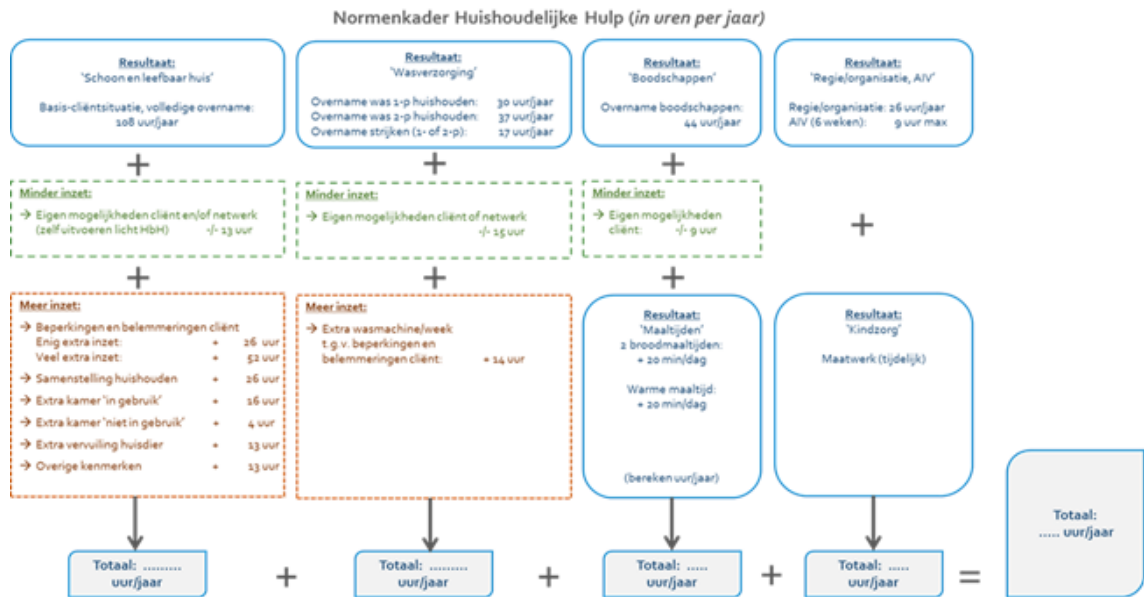 Normenkader Huishoudelijke Hulp (in uren per jaar)
Resultaat:
‘Schoon en leefbaar huis’
Basis-cliëntsituatie, volledige overname:
108 uur/jaar
Resultaat:
‘Wasverzorging’
Overname was 1-p huishouden: 30 uur/jaar
Overname was 2-p huishouden: 37 uur/jaar
Overname strijken (1- of 2-p): 17 uur/jaar
Resultaat:
‘Boodschappen’
Overname boodschappen:
44 uur/jaar
Resultaat:
‘Regie/organisatie, AIV’
Regie/organisatie: 26 uur/jaar
AIV (6 weken): 9 uur max
+
+
+
+
Minder inzet:
→ Eigen mogelijkheden cliënt en/of netwerk
(zelf uitvoeren licht HbH) -/- 13 uur
Minder inzet:
→ Eigen mogelijkheden cliënt of netwerk
-/- 15 uur
Minder inzet:
→ Eigen mogelijkheden
cliënt: -/- 9 uur
+
+
+
+
Meer inzet:
→ Beperkingen en belemmeringen cliënt
Enig extra inzet: + 26 uur
Veel extra inzet: + 52 uur
→ Samenstelling huishouden + 26 uur
→ Extra kamer ‘in gebruik’ + 16 uur
→ Extra kamer ‘niet in gebruik’ + 4 uur
→ Extra vervuiling huisdier + 13 uur
→ Overige kenmerken + 13 uur
Meer inzet:
→ Extra wasmachine/week
t.g.v. beperkingen en
belemmeringen cliënt: + 14 uur
Resultaat:
‘Maaltijden’
2 broodmaaltijden:
+ 20 min/dag
Warme maaltijd:
+ 20 min/dag
(bereken uur/jaar)
Resultaat:
‘Kindzorg’
Maatwerk (tijdelijk)
Totaal: .........
uur/jaar
+
Totaal: .........
uur/jaar
+
Totaal: .....
uur/jaar
+
Totaal: .....
uur/jaar
=
Totaal:
..... uur/jaar